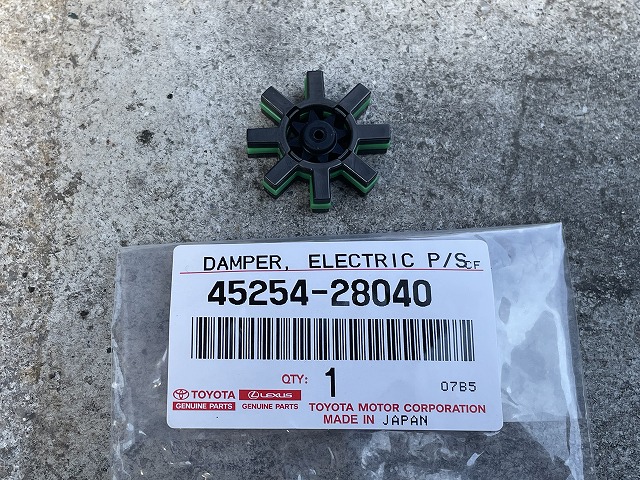 DAMPER, ELECTRIC P/S CF
45254-28040
QTY: 1
07B5
TOYOTA LEXUS
GENUINE PARTS GENUINE PARTS
TOYOTA MOTOR CORPORATION
MADE IN JAPAN